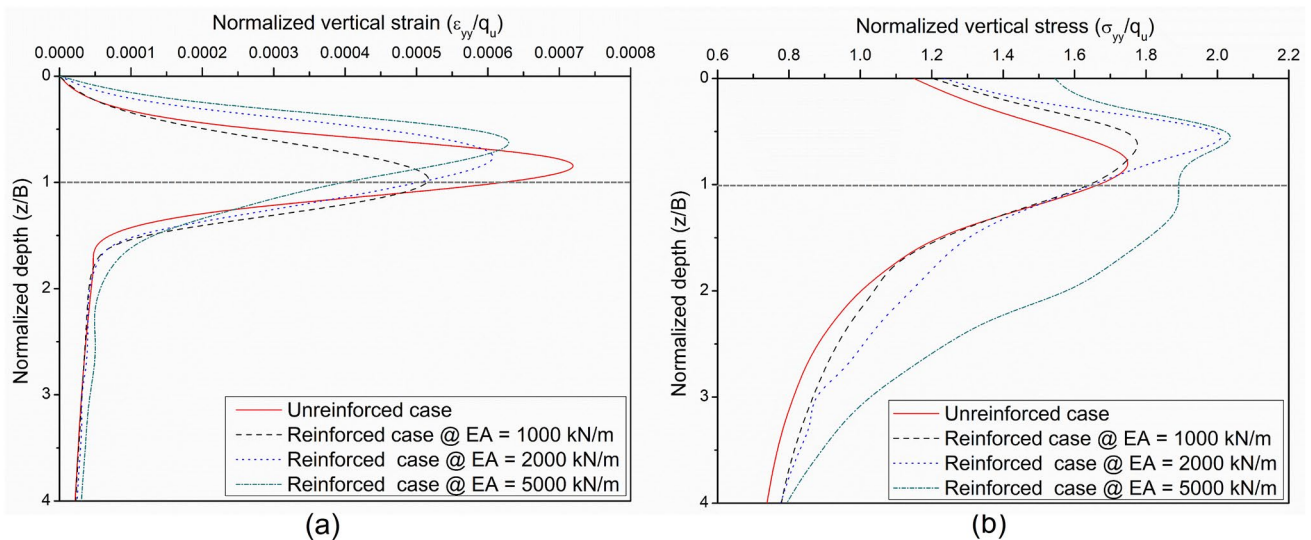 Normalized vertical strain (εyy/qu)
0.0000 0.0001 0.0002 0.0003 0.0004 0.0005 0.0006 0.0007 0.0008
0
1
2
3
4
Normalized depth (z/B)
Unreinforced case
Reinforced case @ EA = 1000 kN/m
Reinforced case @ EA = 2000 kN/m
Reinforced case @ EA = 5000 kN/m
(a)
Normalized vertical stress (σyy/qu)
0.6 0.8 1.0 1.2 1.4 1.6 1.8 2.0 2.2
0
1
2
3
4
Normalized depth (z/B)
Unreinforced case
Reinforced case @ EA = 1000 kN/m
Reinforced case @ EA = 2000 kN/m
Reinforced case @ EA = 5000 kN/m
(b)